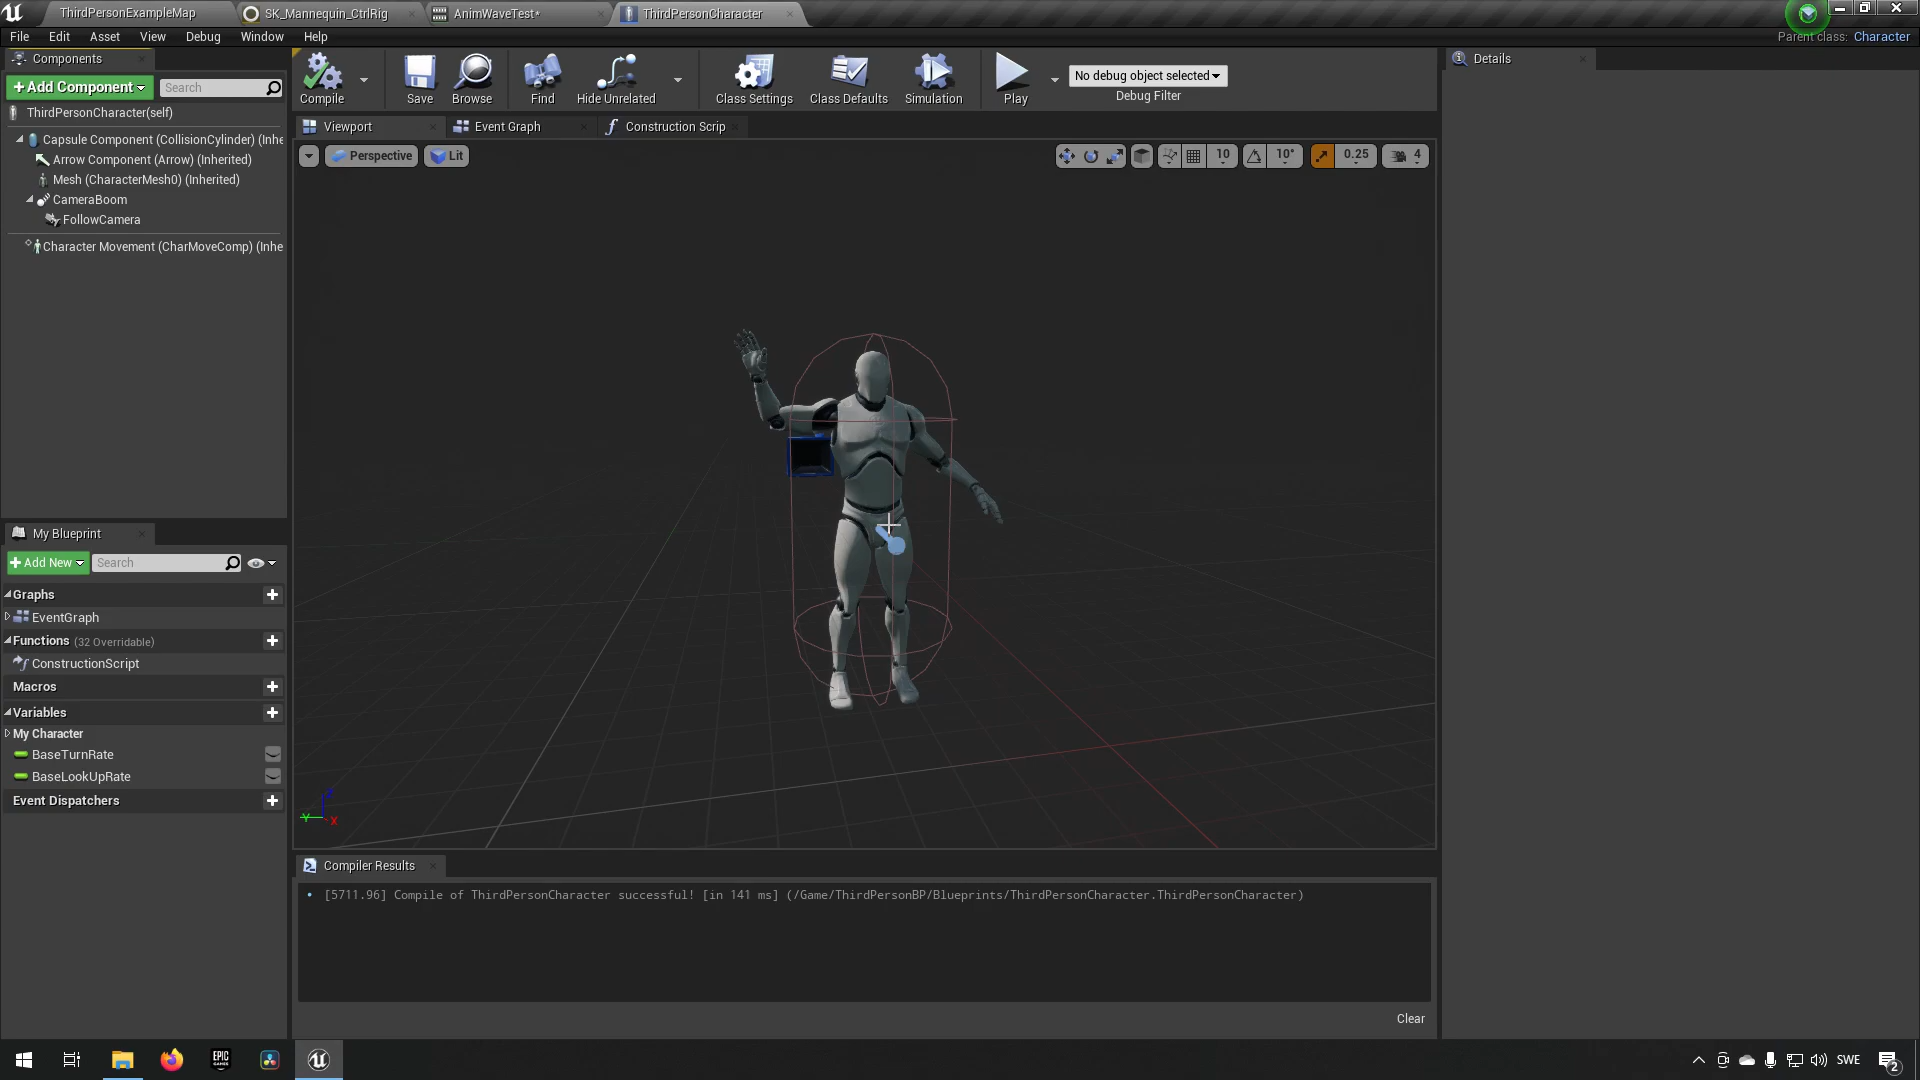 ThirdPersonExampleMap
SK_Mannequin_CtrlRig
AnimWaveTest*
ThirdPersonCharacter
File Edit Asset View Debug Window Help
Parent class: Character
Components
+Add Component
Search
ThirdPersonCharacter(self)
Capsule Component (CollisionCylinder) (Inhe
Arrow Component (Arrow) (Inherited)
Mesh (CharacterMesh0) (Inherited)
CameraBoom
FollowCamera
Character Movement (CharMoveComp) (Inhe
Compile
Save
Browse
Find
Hide Unrelated
Class Settings
Class Defaults
Simulation
Play
No debug object selected
Debug Filter
Details
Viewport
Event Graph
Construction Scrip
Perspective
Lit
10
10°
0.25
4
Z
Y
X
My Blueprint
+Add New
Search
Graphs
EventGraph
Functions (32 Overridable)
ConstructionScript
Macros
Variables
My Character
BaseTurnRate
BaseLookUpRate
Event Dispatchers
Compiler Results
• [5711.96] Compile of ThirdPersonCharacter successful! [in 141 ms] (/Game/ThirdPersonBP/Blueprints/ThirdPersonCharacter.ThirdPersonCharacter)
Clear
EPIC
GAMES
SWE
2